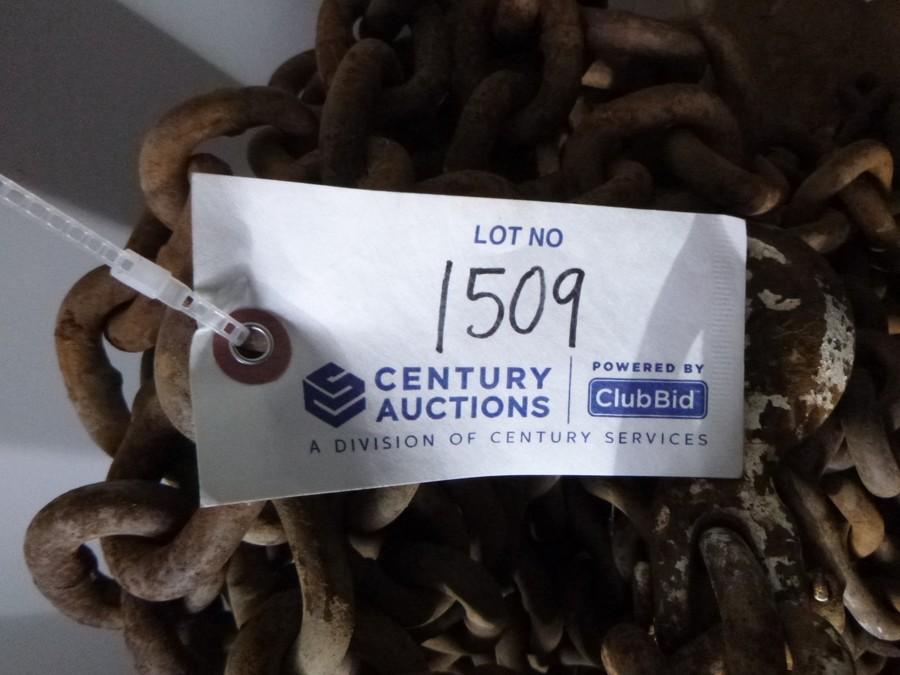 LOT NO
1509
CENTURY
AUCTIONS
POWERED BY
ClubBid
A DIVISION OF CENTURY SERVICES